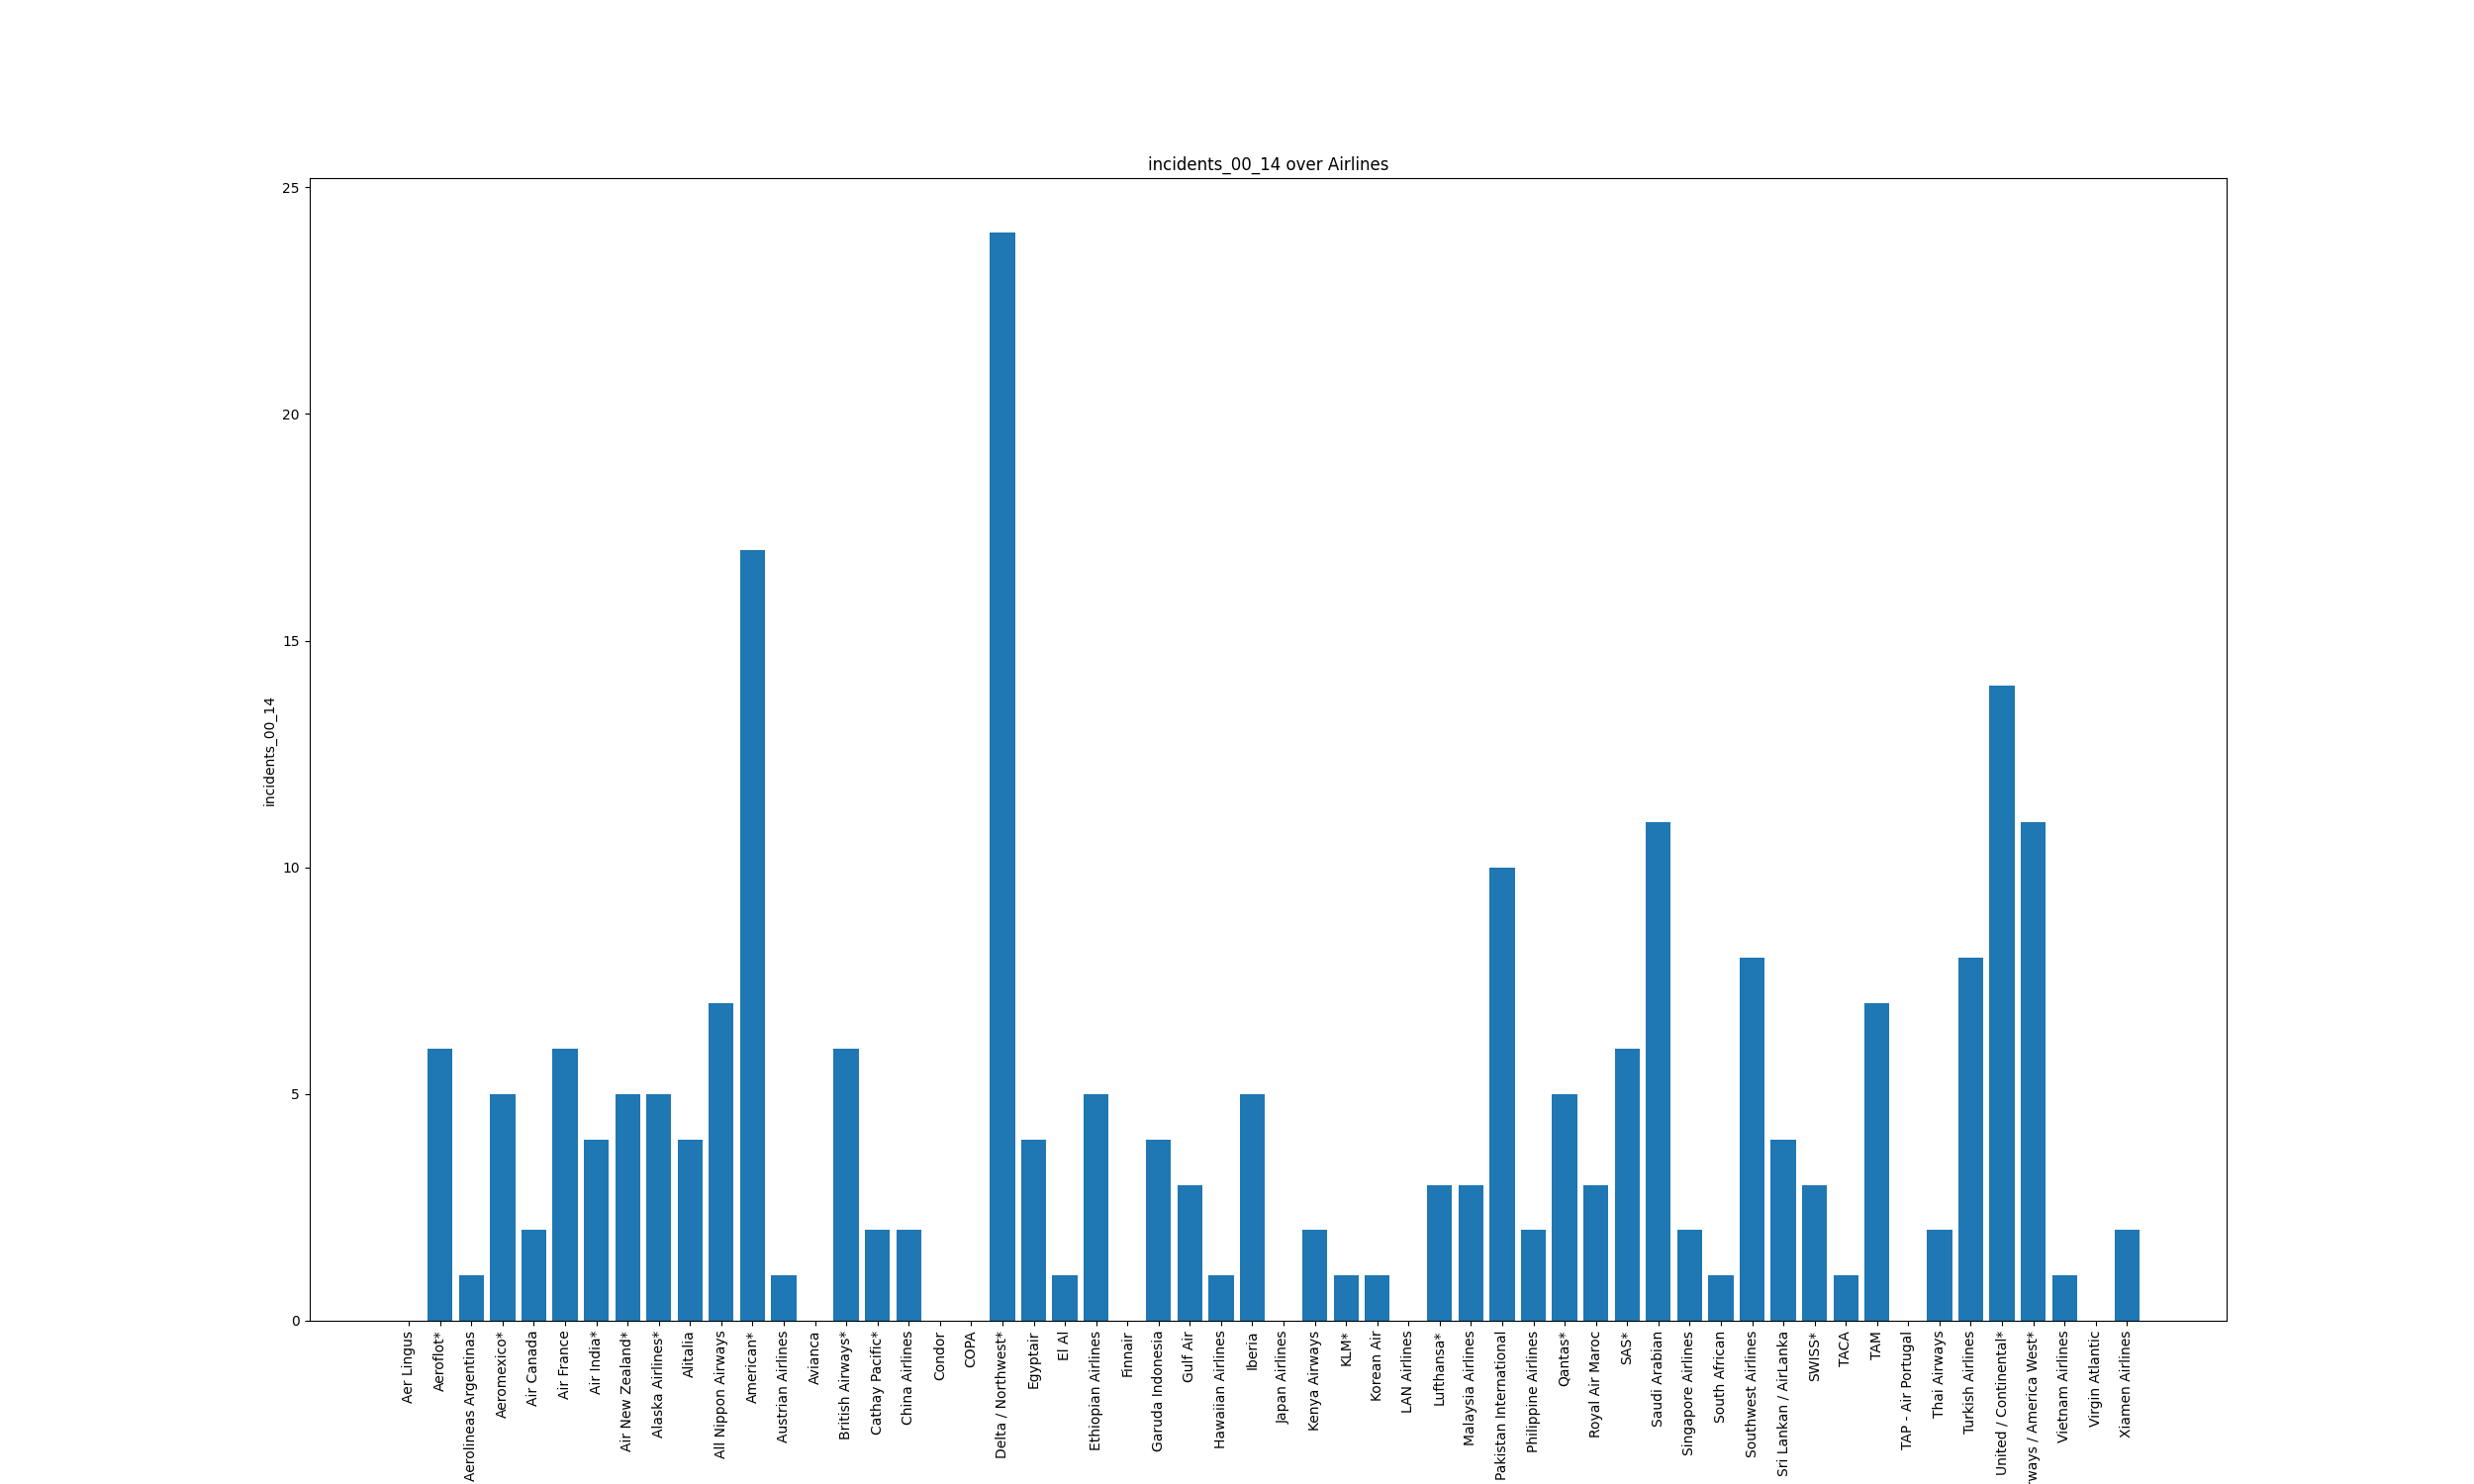 incidents_00_14 over Airlines
25
20
15
10
5
0
incidents_00_14
Aer Lingus
Aeroflot*
Aerolineas Argentinas
Aeromexico*
Air Canada
Air France
Air India*
Air New Zealand*
Alaska Airlines*
Alitalia
All Nippon Airways
American*
Austrian Airlines
Avianca
British Airways*
Cathay Pacific*
China Airlines
Condor
COPA
Delta / Northwest*
Egyptair
El Al
Ethiopian Airlines
Finnair
Garuda Indonesia
Gulf Air
Hawaiian Airlines
Iberia
Japan Airlines
Kenya Airways
KLM*
Korean Air
LAN Airlines
Lufthansa*
Malaysia Airlines
Pakistan International
Philippine Airlines
Qantas*
Royal Air Maroc
SAS*
Saudi Arabian
Singapore Airlines
South African
Southwest Airlines
Sri Lankan / AirLanka
SWISS*
TACA
TAM
TAP - Air Portugal
Thai Airways
Turkish Airlines
United / Continental*
/ America West*
Vietnam Airlines
Virgin Atlantic
Xiamen Airlines